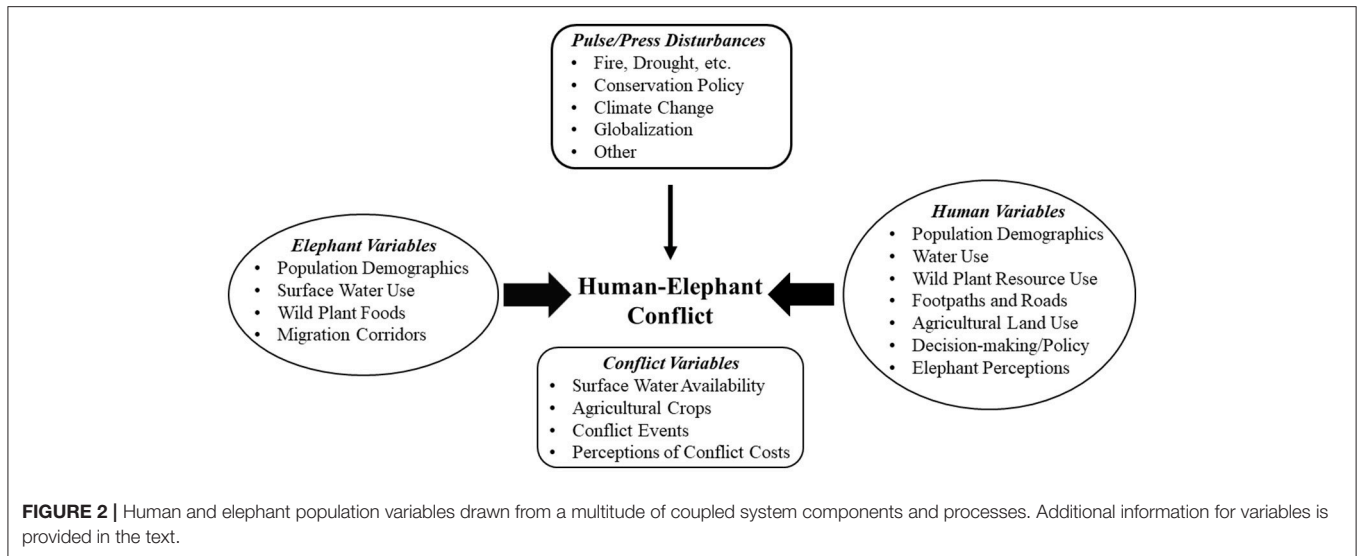 Pulse/Press Disturbances
• Fire, Drought, etc.
• Conservation Policy
• Climate Change
• Globalization
• Other
Elephant Variables
• Population Demographics
• Surface Water Use
• Wild Plant Foods
• Migration Corridors
Human-Elephant
Conflict
Human Variables
• Population Demographics
• Water Use
• Wild Plant Resource Use
• Footpaths and Roads
• Agricultural Land Use
• Decision-making/Policy
• Elephant Perceptions
Conflict Variables
• Surface Water Availability
• Agricultural Crops
• Conflict Events
• Perceptions of Conflict Costs
FIGURE 2 | Human and elephant population variables drawn from a multitude of coupled system components and processes. Additional information for variables is
provided in the text.